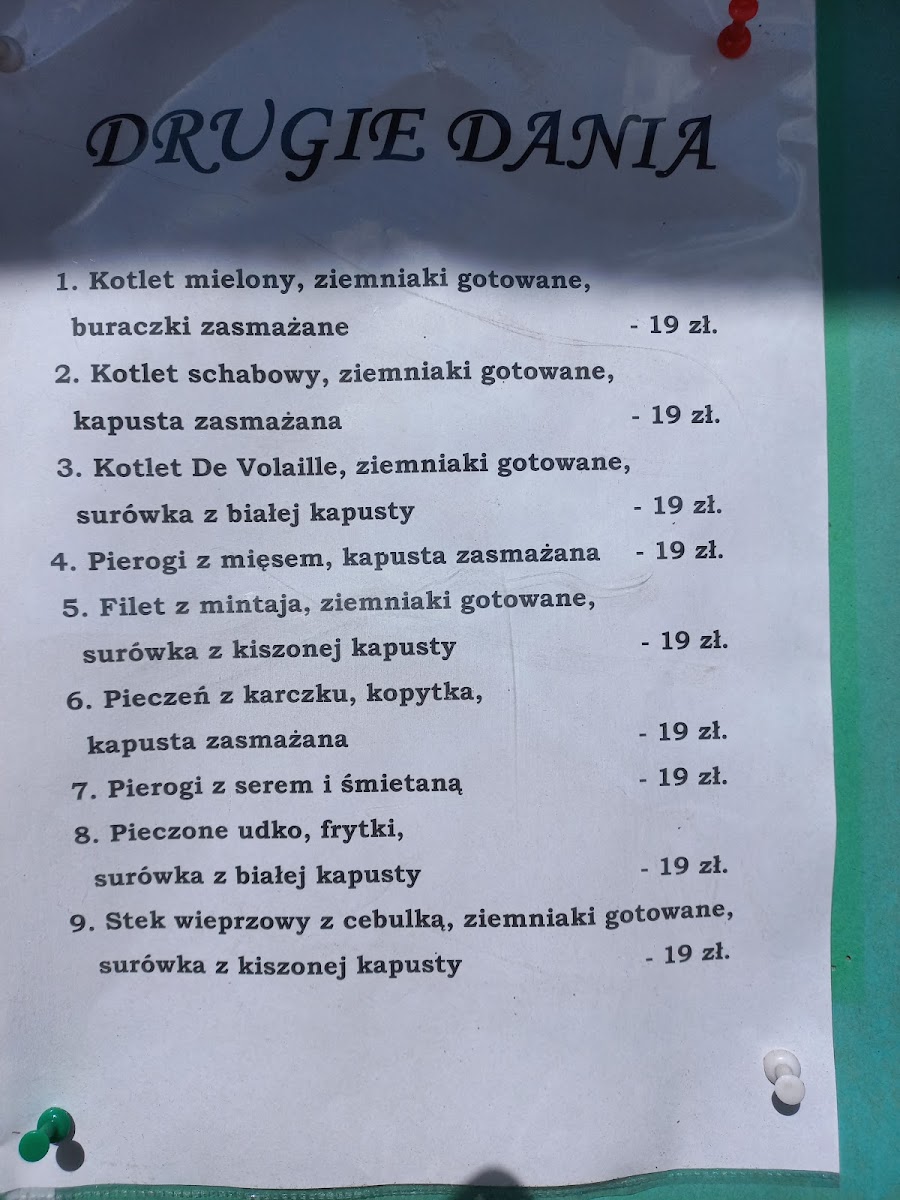 DRUGIE DANIA
1. Kotlet mielony, ziemniaki gotowane,
buraczki zasmażane - 19 zł.
2. Kotlet schabowy, ziemniaki gotowane,
kapusta zasmażana - 19 zł.
3. Kotlet De Volaille, ziemniaki gotowane,
surówka z białej kapusty - 19 zł.
4. Pierogi z mięsem, kapusta zasmażana - 19 zł.
5. Filet z mintaja, ziemniaki gotowane,
surówka z kiszonej kapusty - 19 zł.
6. Pieczeń z karczku, kopytka,
kapusta zasmażana - 19 zł.
7. Pierogi z serem i śmietaną - 19 zł.
8. Pieczone udko, frytki,
surówka z białej kapusty - 19 zł.
9. Stek wieprzowy z cebulką, ziemniaki gotowane,
surówka z kiszonej kapusty - 19 zł.